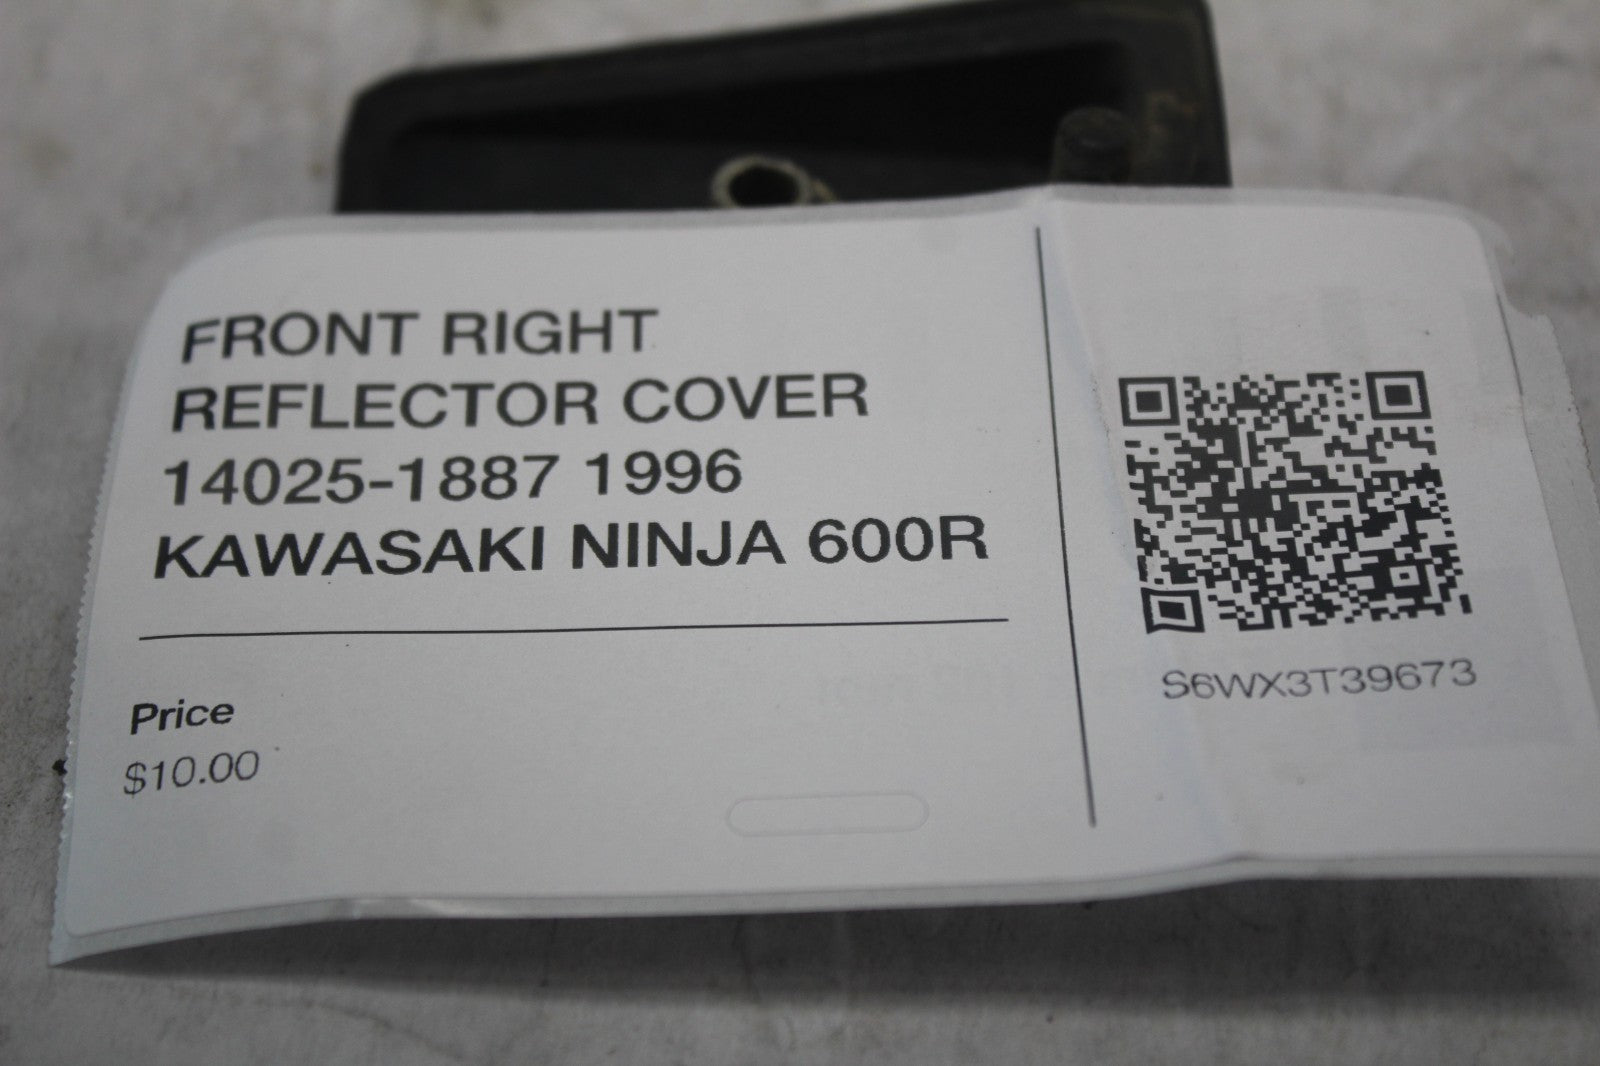 FRONT RIGHT
REFLECTOR COVER
14025-1887 1996
KAWASAKI NINJA 600R
Price
$10.00
S6WX3T39673